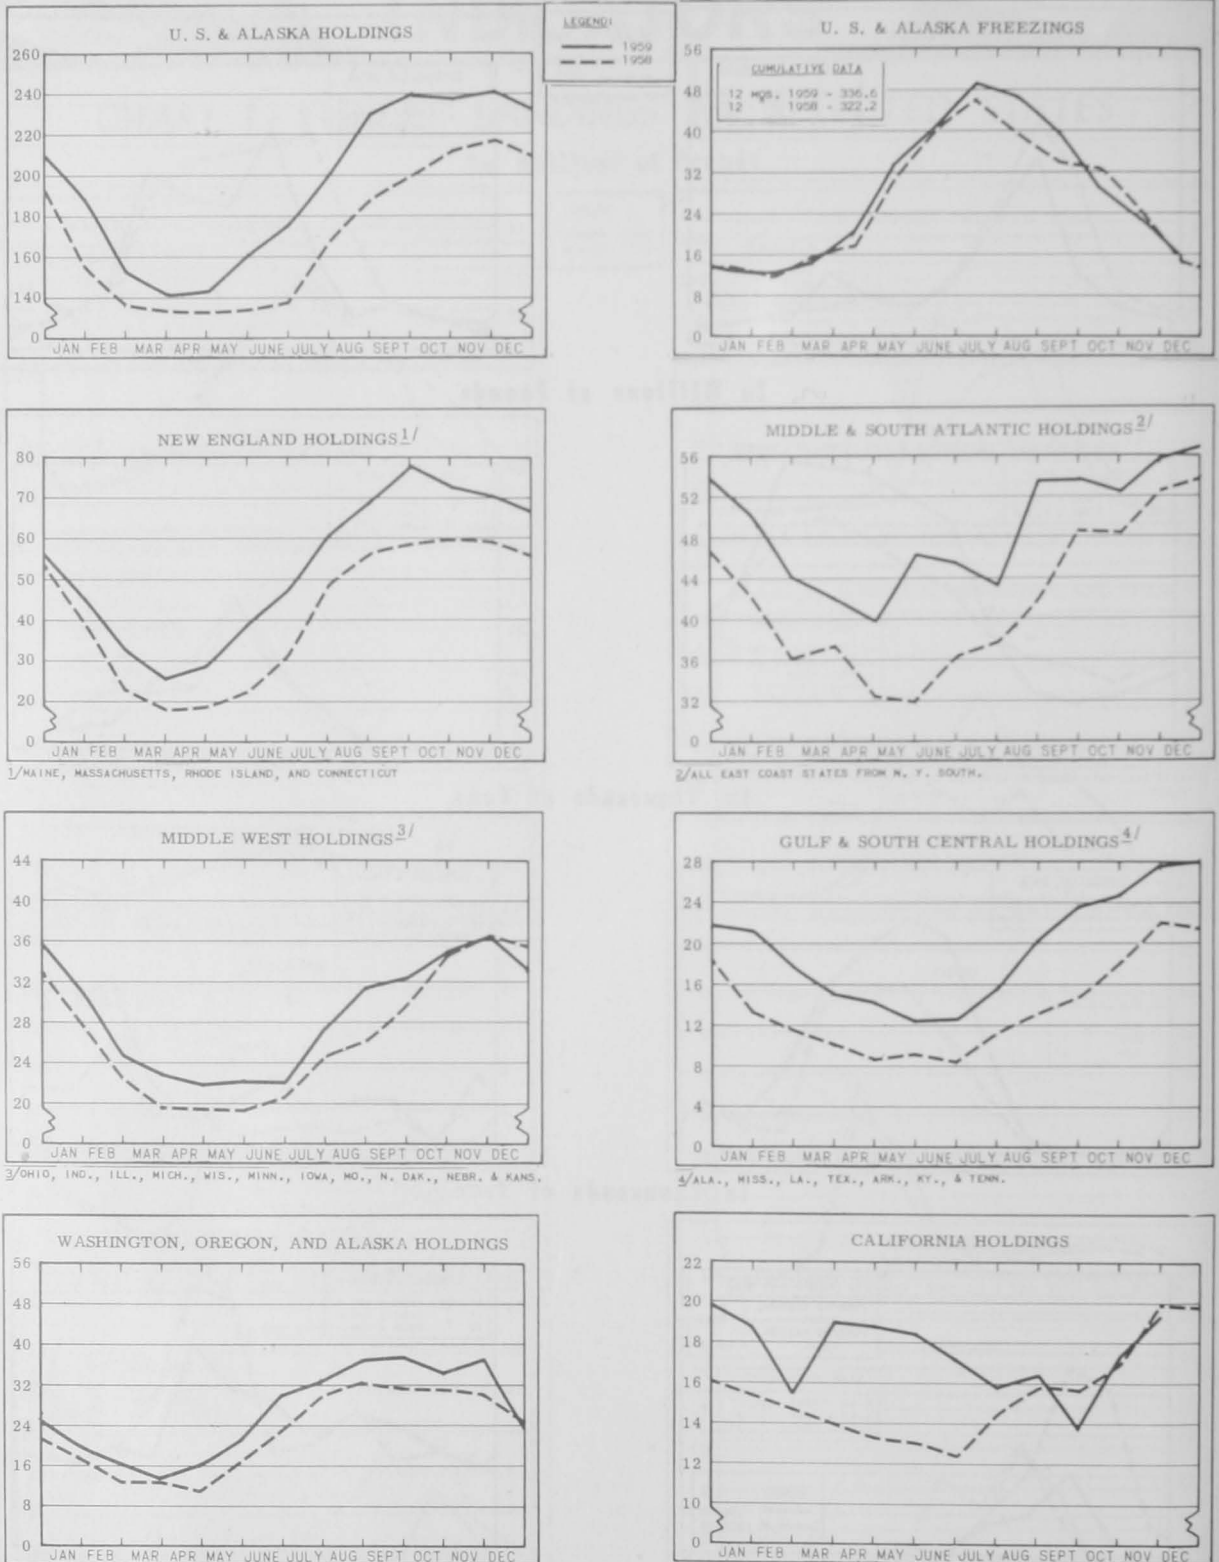 U. S. & ALASKA HOLDINGS
260
240
220
200
180
160
140
0
JAN FEB MAR APR MAY JUNE JULY AUG SEPT OCT NOV DEC
LEGEND:
1959
1958
U. S. & ALASKA FREEZINGS
56
48
40
32
24
16
8
0
CUMULATIVE DATA
12 MOS. 1959 - 336.6
12 " 1958 - 322.2
JAN FEB MAR APR MAY JUNE JULY AUG SEPT OCT NOV DEC
NEW ENGLAND HOLDINGS 1/
80
70
60
50
40
30
20
0
JAN FEB MAR APR MAY JUNE JULY AUG SEPT OCT NOV DEC
1/MAINE, MASSACHUSETTS, RHODE ISLAND, AND CONNECTICUT
MIDDLE & SOUTH ATLANTIC HOLDINGS 2/
56
52
48
44
40
36
32
0
JAN FEB MAR APR MAY JUNE JULY AUG SEPT OCT NOV DEC
2/ALL EAST COAST STATES FROM N. Y. SOUTH.
MIDDLE WEST HOLDINGS 3/
44
40
36
32
28
24
20
0
JAN FEB MAR APR MAY JUNE JULY AUG SEPT OCT NOV DEC
3/OHIO, IND., ILL., MICH., WIS., MINN., IOWA, MO., N. DAK., NEBR. & KANS.
GULF & SOUTH CENTRAL HOLDINGS 4/
28
24
20
16
12
8
4
0
JAN FEB MAR APR MAY JUNE JULY AUG SEPT OCT NOV DEC
4/ALA., MISS., LA., TEX., ARK., KY., & TENN.
WASHINGTON, OREGON, AND ALASKA HOLDINGS
56
48
40
32
24
16
8
0
JAN FEB MAR APR MAY JUNE JULY AUG SEPT OCT NOV DEC
CALIFORNIA HOLDINGS
22
20
18
16
14
12
10
0
JAN FEB MAR APR MAY JUNE JULY AUG SEPT OCT NOV DEC